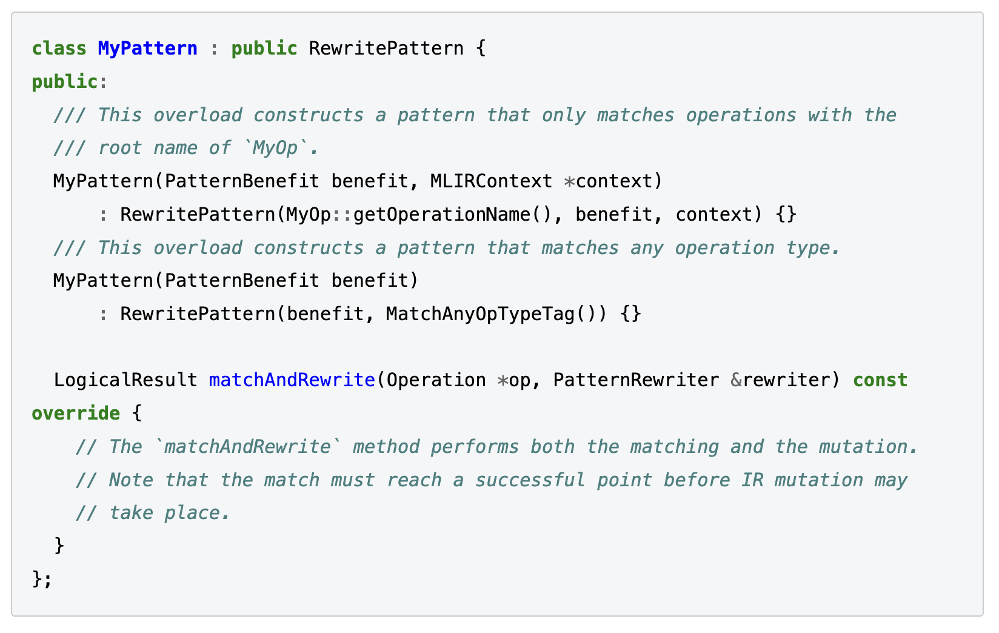 class MyPattern : public RewritePattern {
public:
  /// This overload constructs a pattern that only matches operations with the
  /// root name of `MyOp`.
  MyPattern(PatternBenefit benefit, MLIRContext *context)
      : RewritePattern(MyOp::getOperationName(), benefit, context) {}
  /// This overload constructs a pattern that matches any operation type.
  MyPattern(PatternBenefit benefit)
      : RewritePattern(benefit, MatchAnyOpTypeTag()) {}

  LogicalResult matchAndRewrite(Operation *op, PatternRewriter &rewriter) const
override {
    // The `matchAndRewrite` method performs both the matching and the mutation.
    // Note that the match must reach a successful point before IR mutation may
    // take place.
  }
};